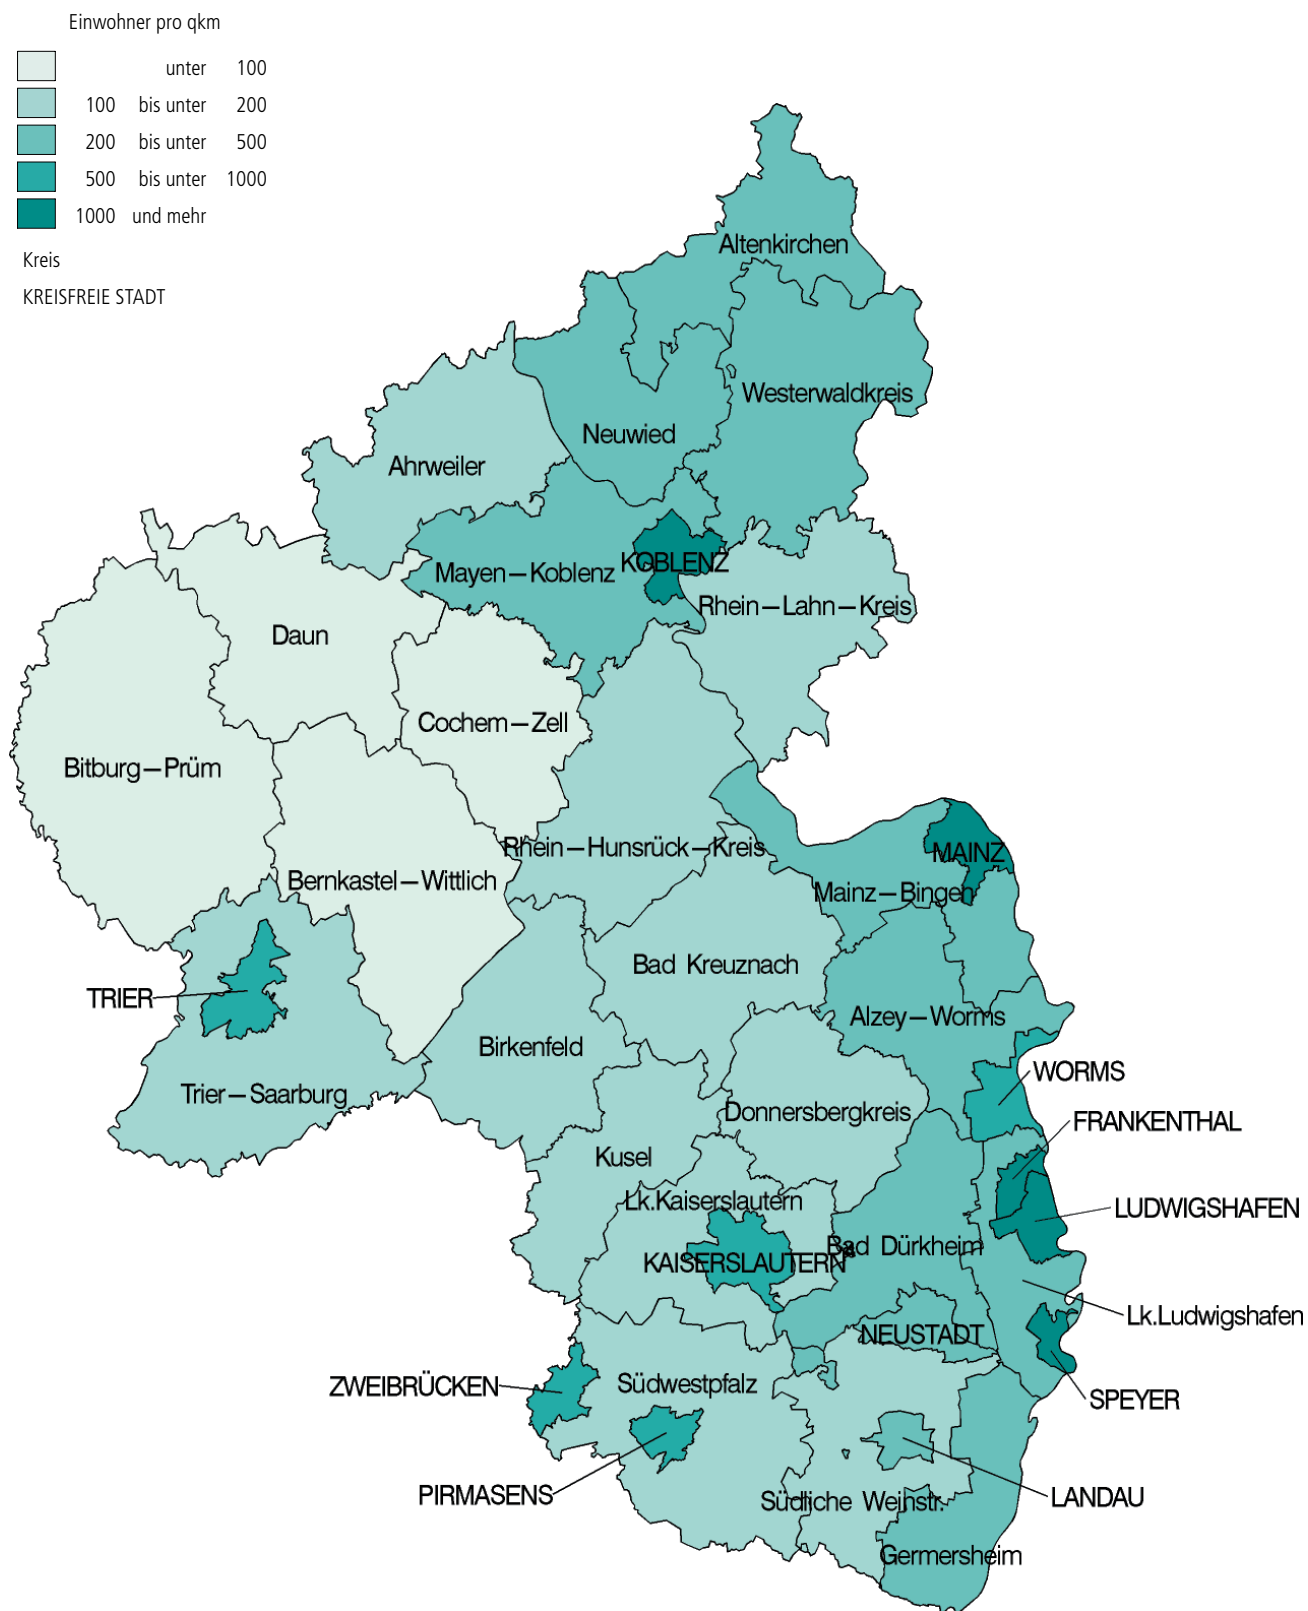 Einwohner pro qkm
unter 100
100 bis unter 200
200 bis unter 500
500 bis unter 1000
1000 und mehr
Kreis
KREISFREIE STADT
Altenkirchen
Westerwaldkreis
Neuwied
Ahrweiler
KOBLENZ
Mayen–Koblenz
Rhein–Lahn–Kreis
Daun
Cochem–Zell
Bitburg–Prüm
Rhein–Hunsrück–Kreis
MAINZ
Bernkastel–Wittlich
Mainz–Bingen
Bad Kreuznach
TRIER
Alzey–Worms
Birkenfeld
WORMS
Trier–Saarburg
Donnersbergkreis
FRANKENTHAL
Kusel
Lk.Kaiserslautern
LUDWIGSHAFEN
Bad Dürkheim
KAISERSLAUTERN
Lk.Ludwigshafen
NEUSTADT
Südwestpfalz
ZWEIBRÜCKEN
SPEYER
PIRMASENS
LANDAU
Südliche Weinstr.
Germersheim